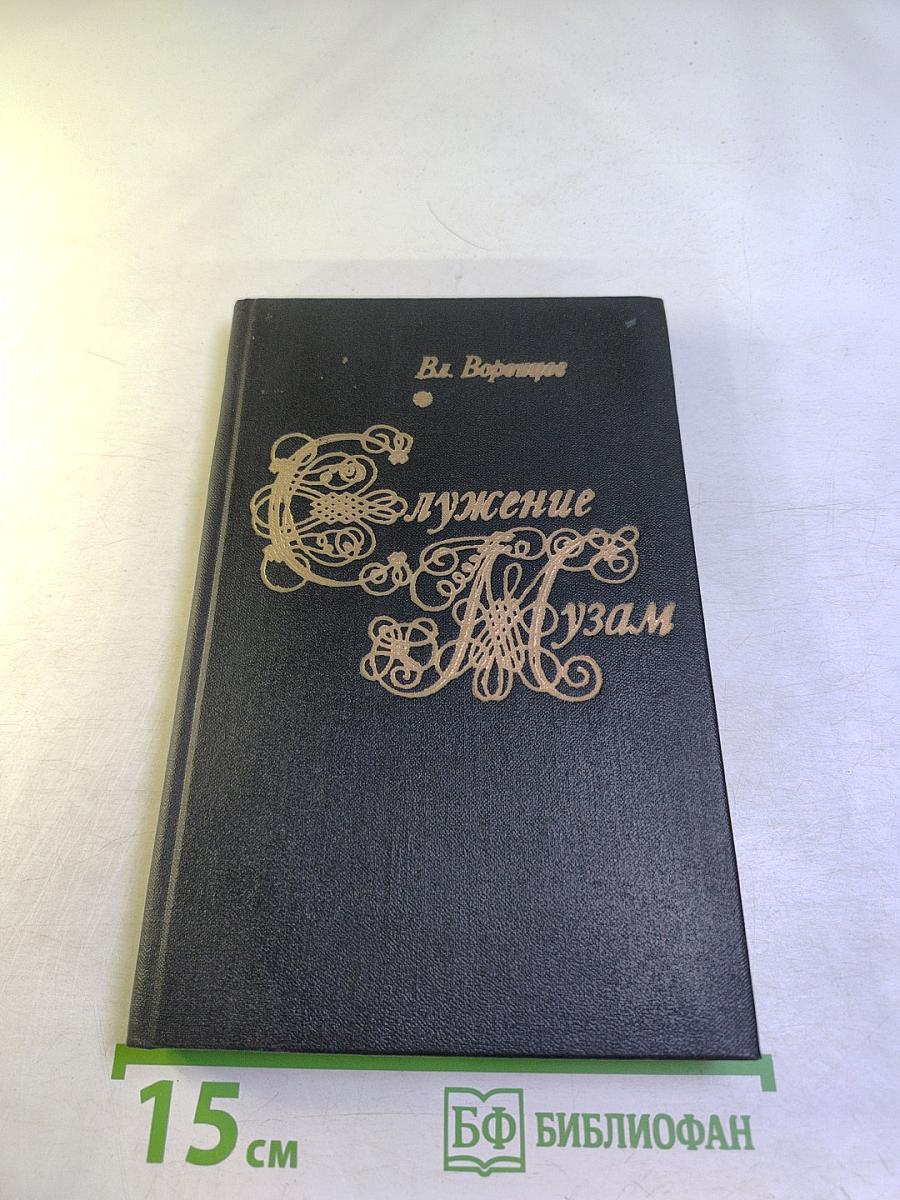 Вл. Воронцов
Служение
Музам
15 см
БФ БИБЛИОФАН